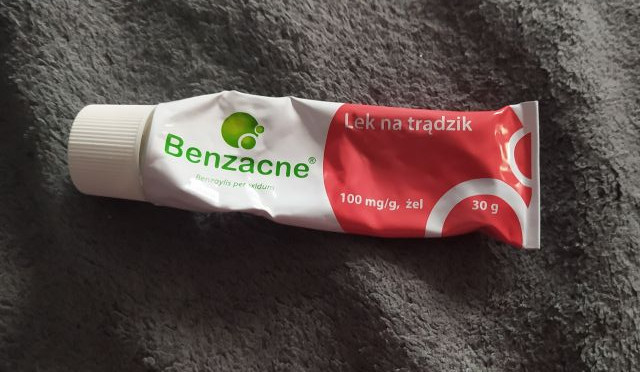 Benzacne®
Benzoylis peroxidum
Lek na trądzik
100 mg/g, żel
30 g